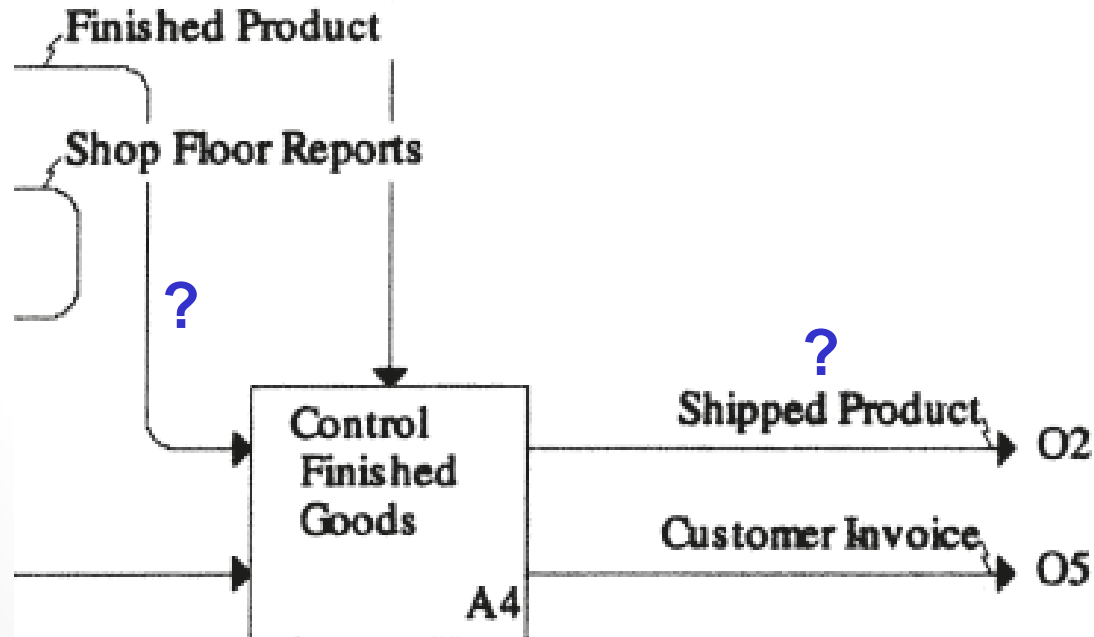 Finished Product
Shop Floor Reports
?
?
Shipped Product
O2
Control
Finished
Goods
Customer Invoice
O5
A4